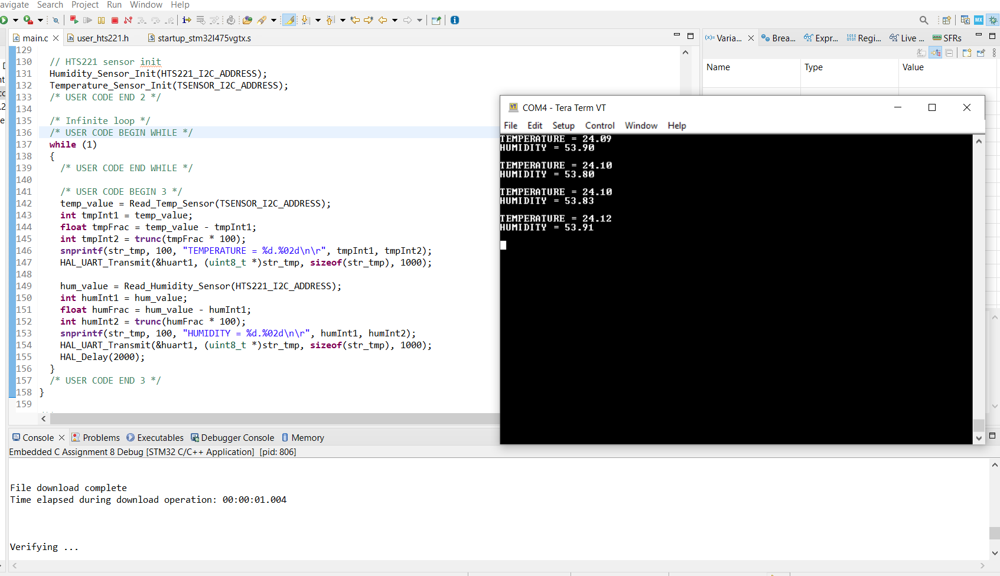 avigate Search Project Run Window Help
main.c user_hts221.h startup_stm32l475vgtx.s
(x)= Varia... Brea... Expr... Regi... Live ... SFRs
Name Type Value
129
130 // HTS221 sensor init
131 Humidity_Sensor_Init(HTS221_I2C_ADDRESS);
132 Temperature_Sensor_Init(TSENSOR_I2C_ADDRESS);
133 /* USER CODE END 2 */
134
135 /* Infinite loop */
136 /* USER CODE BEGIN WHILE */
137 while (1)
138 {
139 /* USER CODE END WHILE */
140
141 /* USER CODE BEGIN 3 */
142 temp_value = Read_Temp_Sensor(TSENSOR_I2C_ADDRESS);
143 int tmpInt1 = temp_value;
144 float tmpFrac = temp_value - tmpInt1;
145 int tmpInt2 = trunc(tmpFrac * 100);
146 snprintf(str_tmp, 100, "TEMPERATURE = %d.%02d\n\r", tmpInt1, tmpInt2);
147 HAL_UART_Transmit(&huart1, (uint8_t *)str_tmp, sizeof(str_tmp), 1000);
148
149 hum_value = Read_Humidity_Sensor(HTS221_I2C_ADDRESS);
150 int humInt1 = hum_value;
151 float humFrac = hum_value - humInt1;
152 int humInt2 = trunc(humFrac * 100);
153 snprintf(str_tmp, 100, "HUMIDITY = %d.%02d\n\r", humInt1, humInt2);
154 HAL_UART_Transmit(&huart1, (uint8_t *)str_tmp, sizeof(str_tmp), 1000);
155 HAL_Delay(2000);
156 }
157 /* USER CODE END 3 */
158 }
159
COM4 - Tera Term VT
File Edit Setup Control Window Help
TEMPERATURE = 24.09
HUMIDITY = 53.90
TEMPERATURE = 24.10
HUMIDITY = 53.80
TEMPERATURE = 24.10
HUMIDITY = 53.83
TEMPERATURE = 24.12
HUMIDITY = 53.91
Console Problems Executables Debugger Console Memory
Embedded C Assignment 8 Debug [STM32 C/C++ Application] [pid: 806]
File download complete
Time elapsed during download operation: 00:00:01.004
Verifying ...